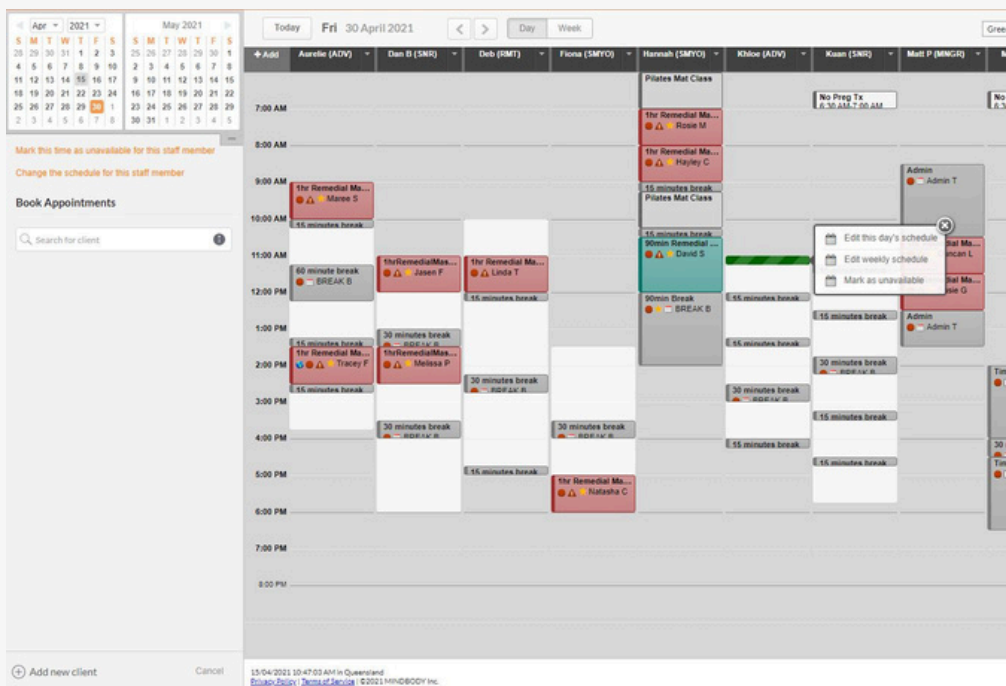 Apr 2021 May 2021
S M T W T F S S M T W T F S
28 29 30 31 1 2 3 25 26 27 28 29 30 1
4 5 6 7 8 9 10 2 3 4 5 6 7 8
11 12 13 14 15 16 17 9 10 11 12 13 14 15
18 19 20 21 22 23 24 16 17 18 19 20 21 22
25 26 27 28 29 30 1 23 24 25 26 27 28 29
2 3 4 5 6 7 8 30 31 1 2 3 4 5
Mark this time as unavailable for this staff member
Change the schedule for this staff member
Book Appointments
Search for client
Add new client Cancel
Today Fri 30 April 2021 Day Week
+Add Aurelie (ADV) Dan B (SNR) Deb (RMT) Fiona (SMYO) Hannah (SMYO) Khloe (ADV) Kuan (SNR) Matt P (MNGR)
7:00 AM
8:00 AM
9:00 AM
10:00 AM
11:00 AM
12:00 PM
1:00 PM
2:00 PM
3:00 PM
4:00 PM
5:00 PM
6:00 PM
7:00 PM
8:00 PM
1hr Remedial Ma...
Maree S
15 minutes break
60 minute break
BREAK B
15 minutes break
1hr Remedial Ma...
Tracey F
15 minutes break
1hrRemedialMas...
Jasen F
30 minutes break
BREAK B
1hrRemedialMas...
Melissa P
30 minutes break
BREAK B
1hr Remedial Ma...
Linda T
15 minutes break
30 minutes break
BREAK B
15 minutes break
30 minutes break
BREAK B
1hr Remedial Ma...
Natasha C
Pilates Mat Class
1hr Remedial Ma...
Rosie M
1hr Remedial Ma...
Hayley C
15 minutes break
Pilates Mat Class
15 minutes break
90min Remedial ...
David S
90min Break
BREAK B
15 minutes break
15 minutes break
30 minutes break
BREAK B
15 minutes break
No Preg Tx
6:30 AM-7:00 AM
15 minutes break
30 minutes break
BREAK B
15 minutes break
15 minutes break
Admin
Admin T
Edit this day's schedule
Edit weekly schedule
Mark as unavailable
Admin
Admin T
15/04/2021 10:47:03 AM in Queensland
Privacy Policy | Terms of Service | ©2021 MINDBODY Inc.